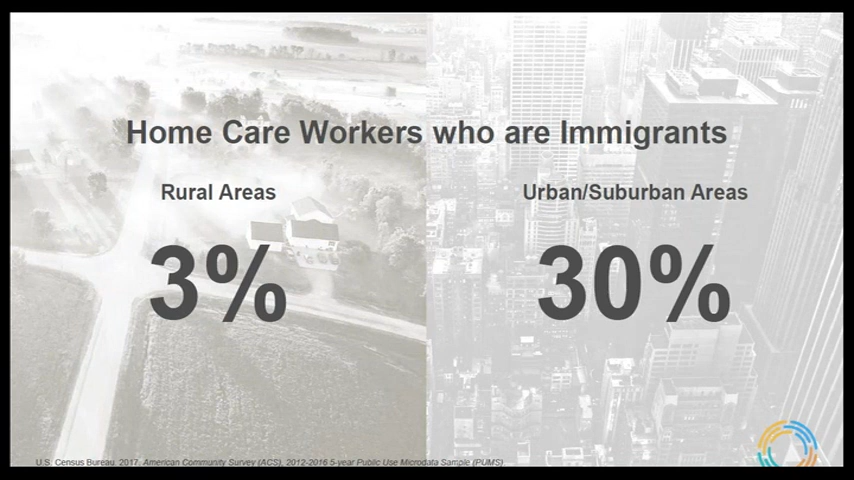 Home Care Workers who are Immigrants
Rural Areas
Urban/Suburban Areas
3%
30%
U.S. Census Bureau. 2017. American Community Survey (ACS), 2012-2016 5-year Public Use Microdata Sample (PUMS).